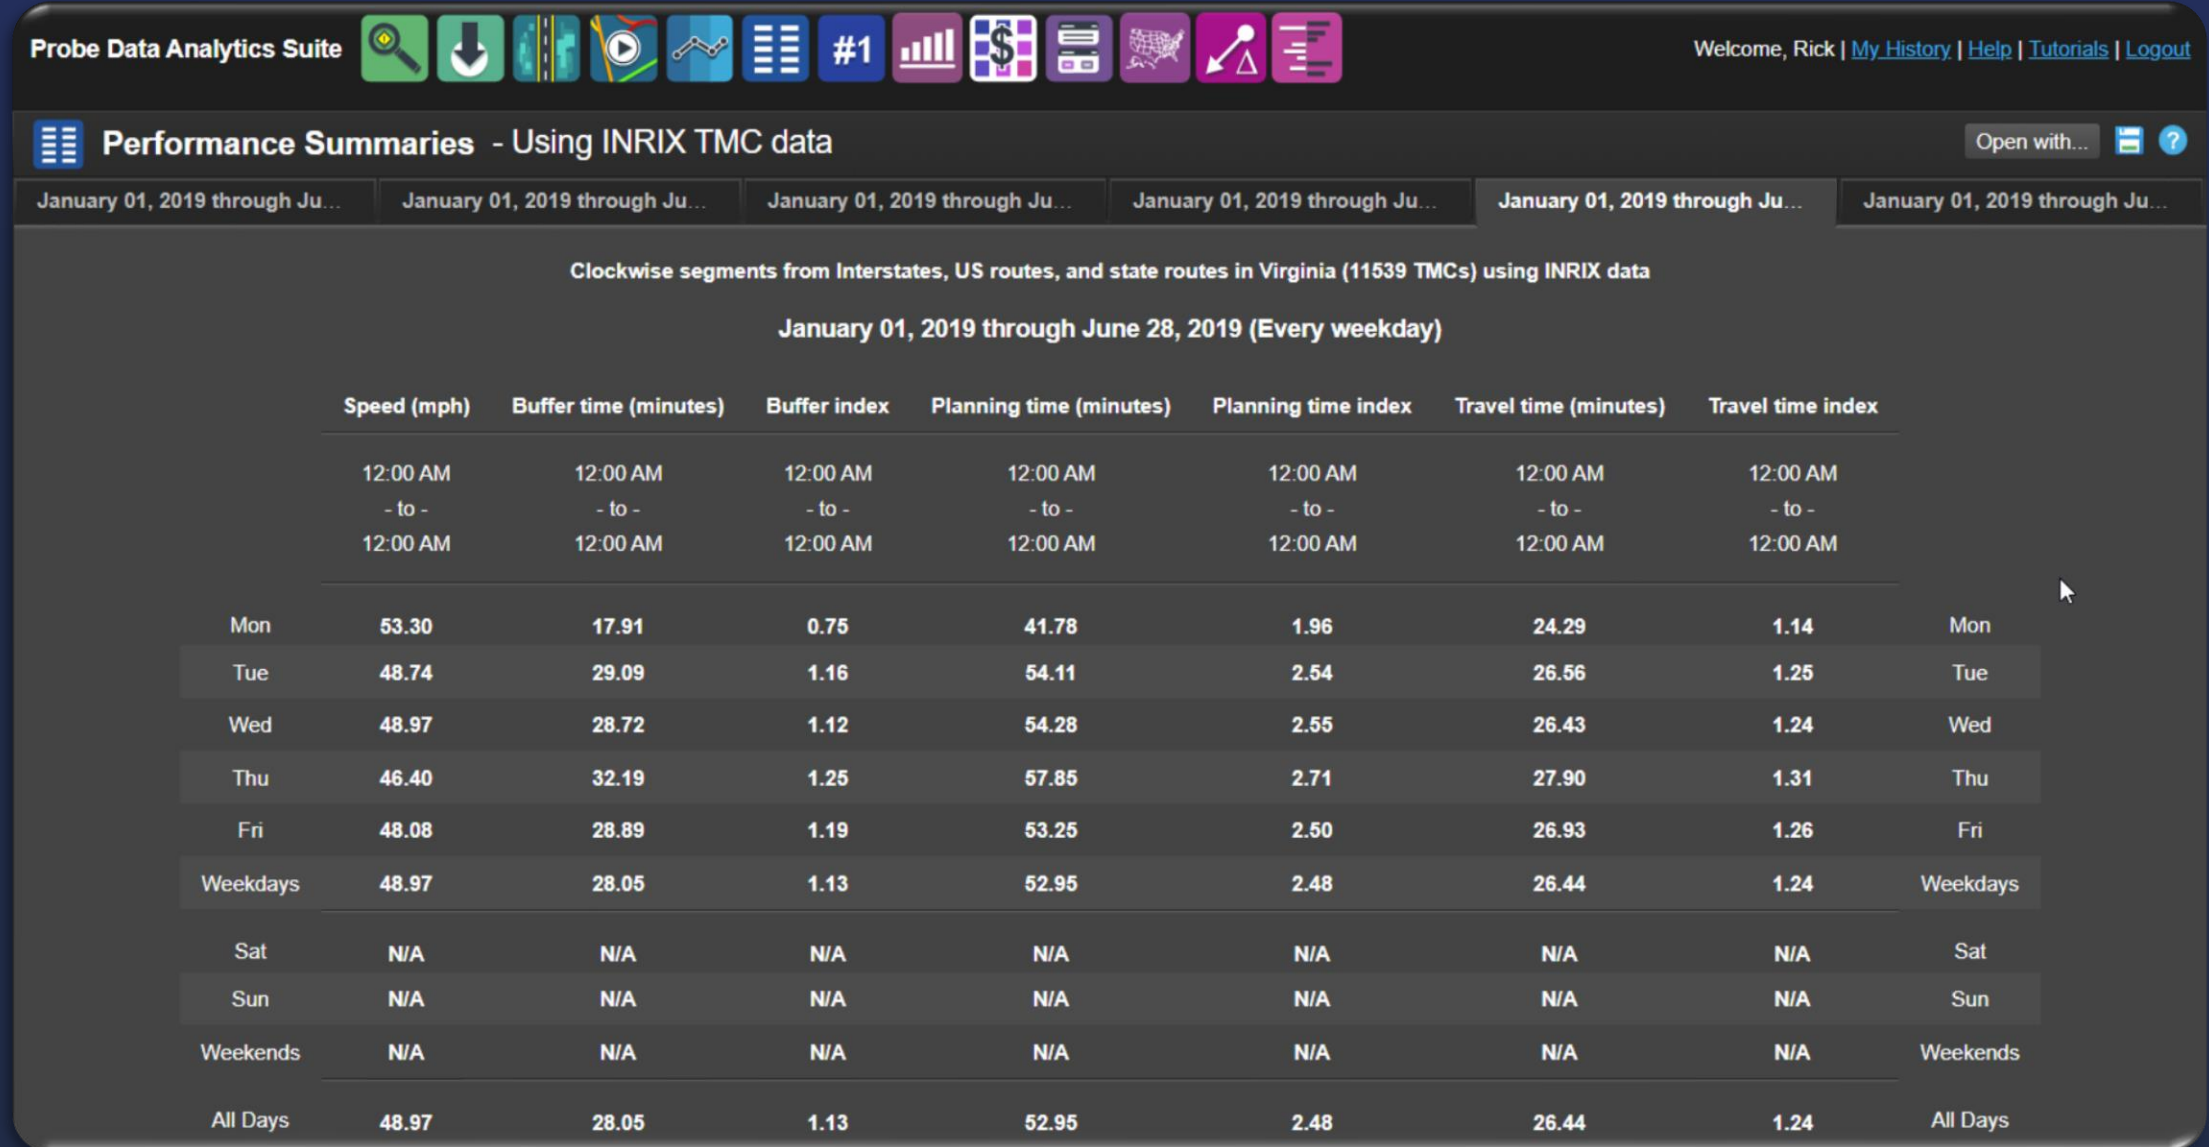 Probe Data Analytics Suite #1 $ Welcome, Rick | My History | Help | Tutorials | Logout
Performance Summaries - Using INRIX TMC data Open with... ?
January 01, 2019 through Ju... January 01, 2019 through Ju... January 01, 2019 through Ju... January 01, 2019 through Ju... January 01, 2019 through Ju... January 01, 2019 through Ju...
Clockwise segments from Interstates, US routes, and state routes in Virginia (11539 TMCs) using INRIX data
January 01, 2019 through June 28, 2019 (Every weekday)
Speed (mph) Buffer time (minutes) Buffer index Planning time (minutes) Planning time index Travel time (minutes) Travel time index
12:00 AM 12:00 AM 12:00 AM 12:00 AM 12:00 AM 12:00 AM 12:00 AM
- to - - to - - to - - to - - to - - to - - to -
12:00 AM 12:00 AM 12:00 AM 12:00 AM 12:00 AM 12:00 AM 12:00 AM
Mon 53.30 17.91 0.75 41.78 1.96 24.29 1.14 Mon
Tue 48.74 29.09 1.16 54.11 2.54 26.56 1.25 Tue
Wed 48.97 28.72 1.12 54.28 2.55 26.43 1.24 Wed
Thu 46.40 32.19 1.25 57.85 2.71 27.90 1.31 Thu
Fri 48.08 28.89 1.19 53.25 2.50 26.93 1.26 Fri
Weekdays 48.97 28.05 1.13 52.95 2.48 26.44 1.24 Weekdays
Sat N/A N/A N/A N/A N/A N/A N/A Sat
Sun N/A N/A N/A N/A N/A N/A N/A Sun
Weekends N/A N/A N/A N/A N/A N/A N/A Weekends
All Days 48.97 28.05 1.13 52.95 2.48 26.44 1.24 All Days